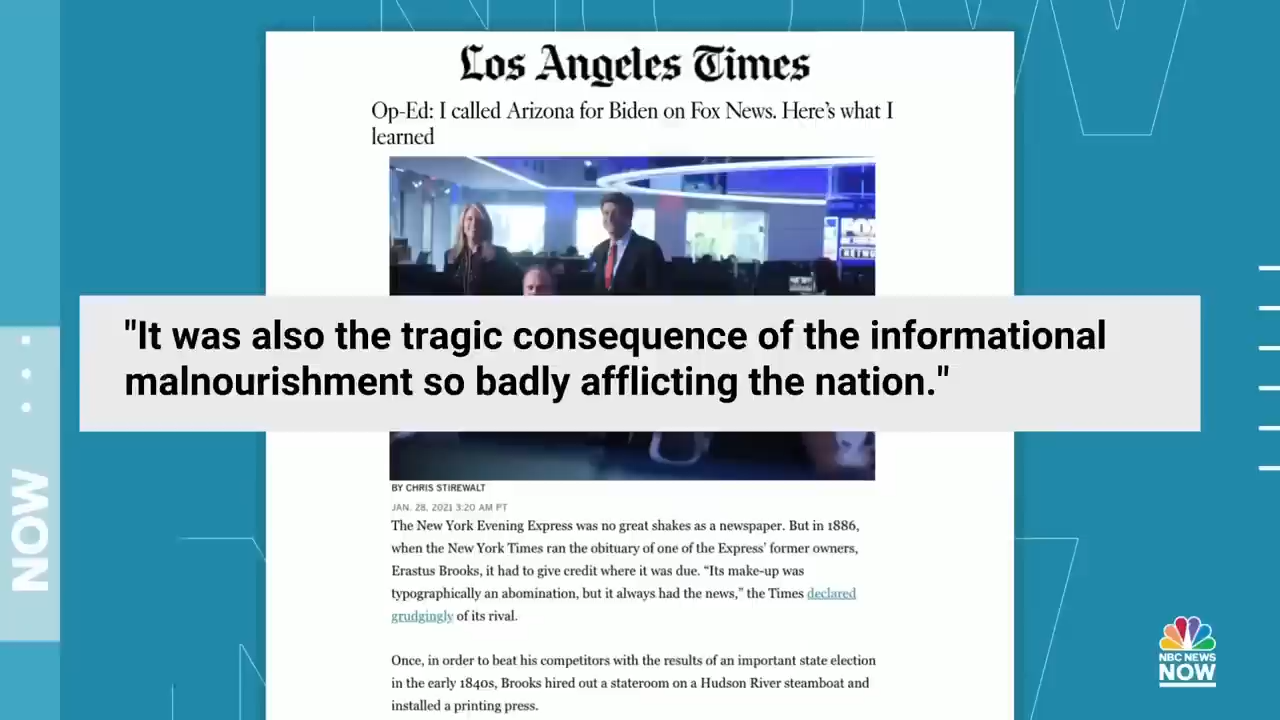 Los Angeles Times
Op-Ed: I called Arizona for Biden on Fox News. Here's what I
learned
"It was also the tragic consequence of the informational
malnourishment so badly afflicting the nation."
BY CHRIS STIREWALT
JAN. 28, 2021 3:20 AM PT
The New York Evening Express was no great shakes as a newspaper. But in 1886,
when the New York Times ran the obituary of one of the Express' former owners,
Erastus Brooks, it had to give credit where it was due. “Its make-up was
typographically an abomination, but it always had the news,” the Times declared
grudgingly of its rival.
Once, in order to beat his competitors with the results of an important state election
in the early 1840s, Brooks hired out a stateroom on a Hudson River steamboat and
installed a printing press.
NOW
NBC NEWS
NOW